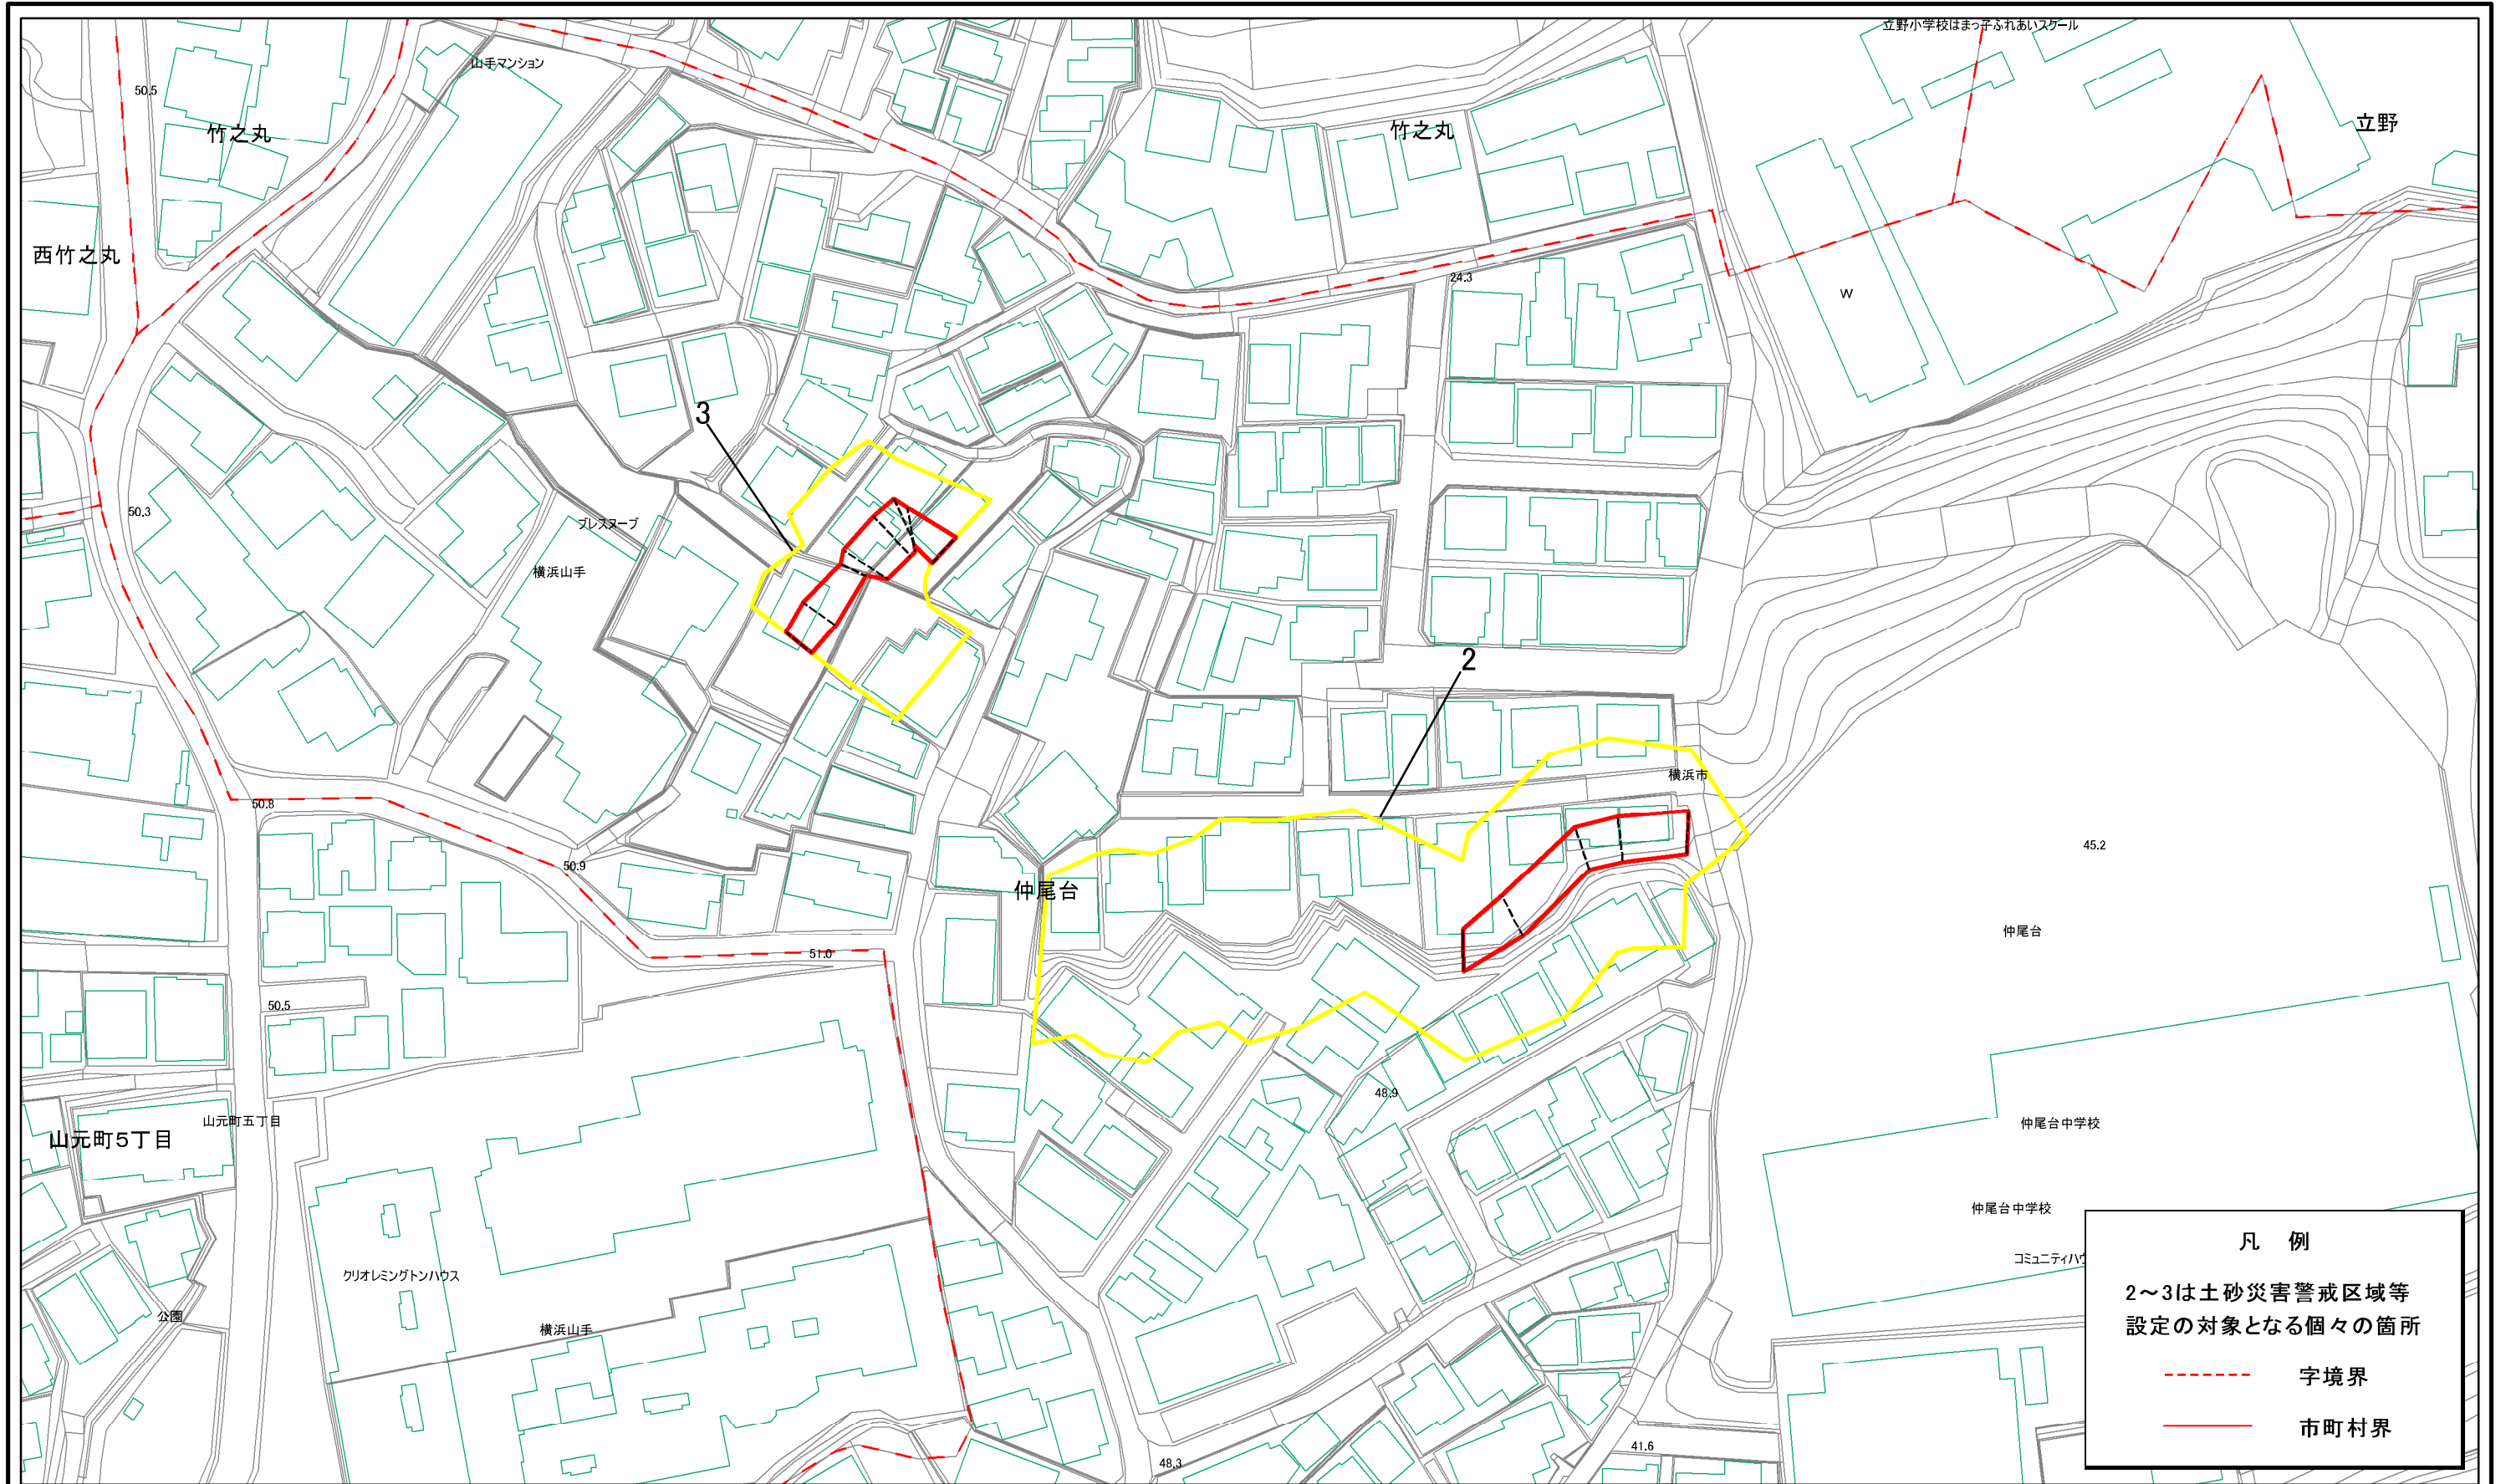 立野小学校はまっ子ふれあいスクール
山手マンション
50.5
竹之丸
竹之丸
立野
西竹之丸
24.3
W
3
50.3
ブレスヌーブ
横浜山手
2
横浜市
50.8
45.2
50.9
仲尾台
仲尾台
51.0
50.5
48.9
山元町五丁目
仲尾台中学校
山元町5丁目
仲尾台中学校
コミュニティハウ
クリオレミングトンハウス
公園
横浜山手
41.6
48.3
凡 例
2～3は土砂災害警戒区域等
設定の対象となる個々の箇所
字境界
市町村界